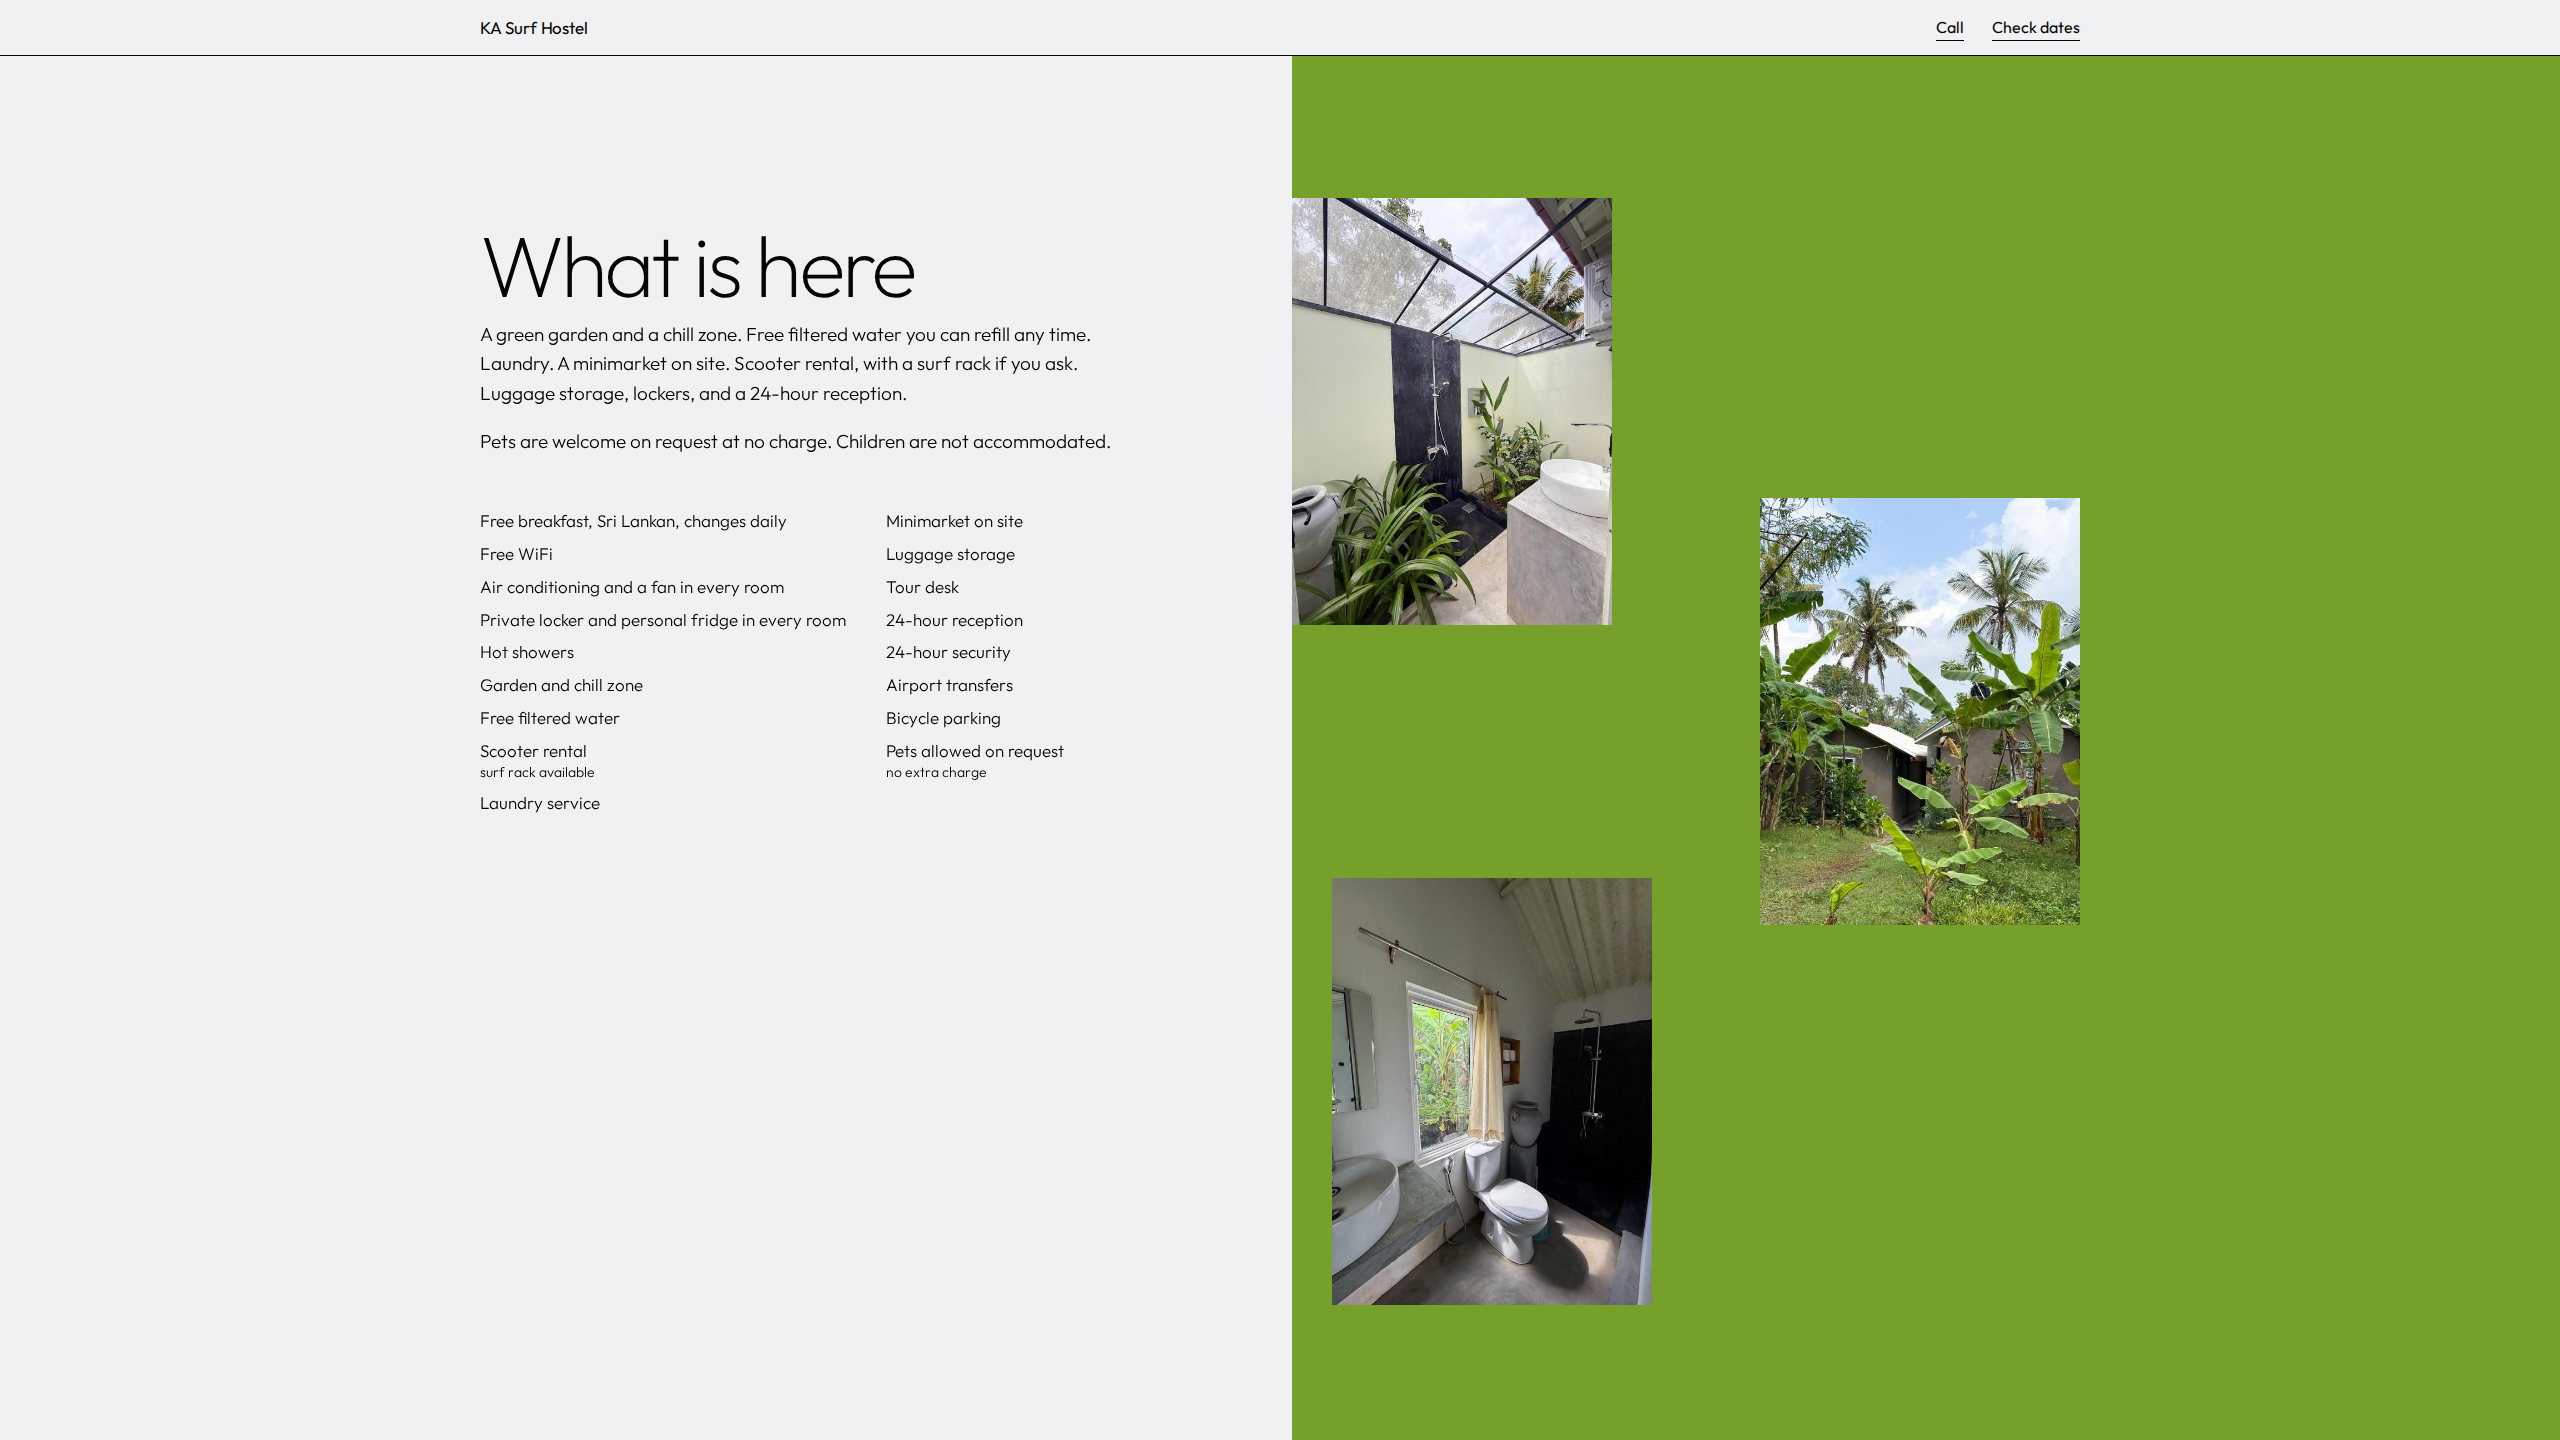 KA Surf Hostel
Call
Check dates
What is here
A green garden and a chill zone. Free filtered water you can refill any time.
Laundry. A minimarket on site. Scooter rental, with a surf rack if you ask.
Luggage storage, lockers, and a 24-hour reception.
Pets are welcome on request at no charge. Children are not accommodated.
Free breakfast, Sri Lankan, changes daily
Free WiFi
Air conditioning and a fan in every room
Private locker and personal fridge in every room
Hot showers
Garden and chill zone
Free filtered water
Scooter rental
surf rack available
Laundry service
Minimarket on site
Luggage storage
Tour desk
24-hour reception
24-hour security
Airport transfers
Bicycle parking
Pets allowed on request
no extra charge